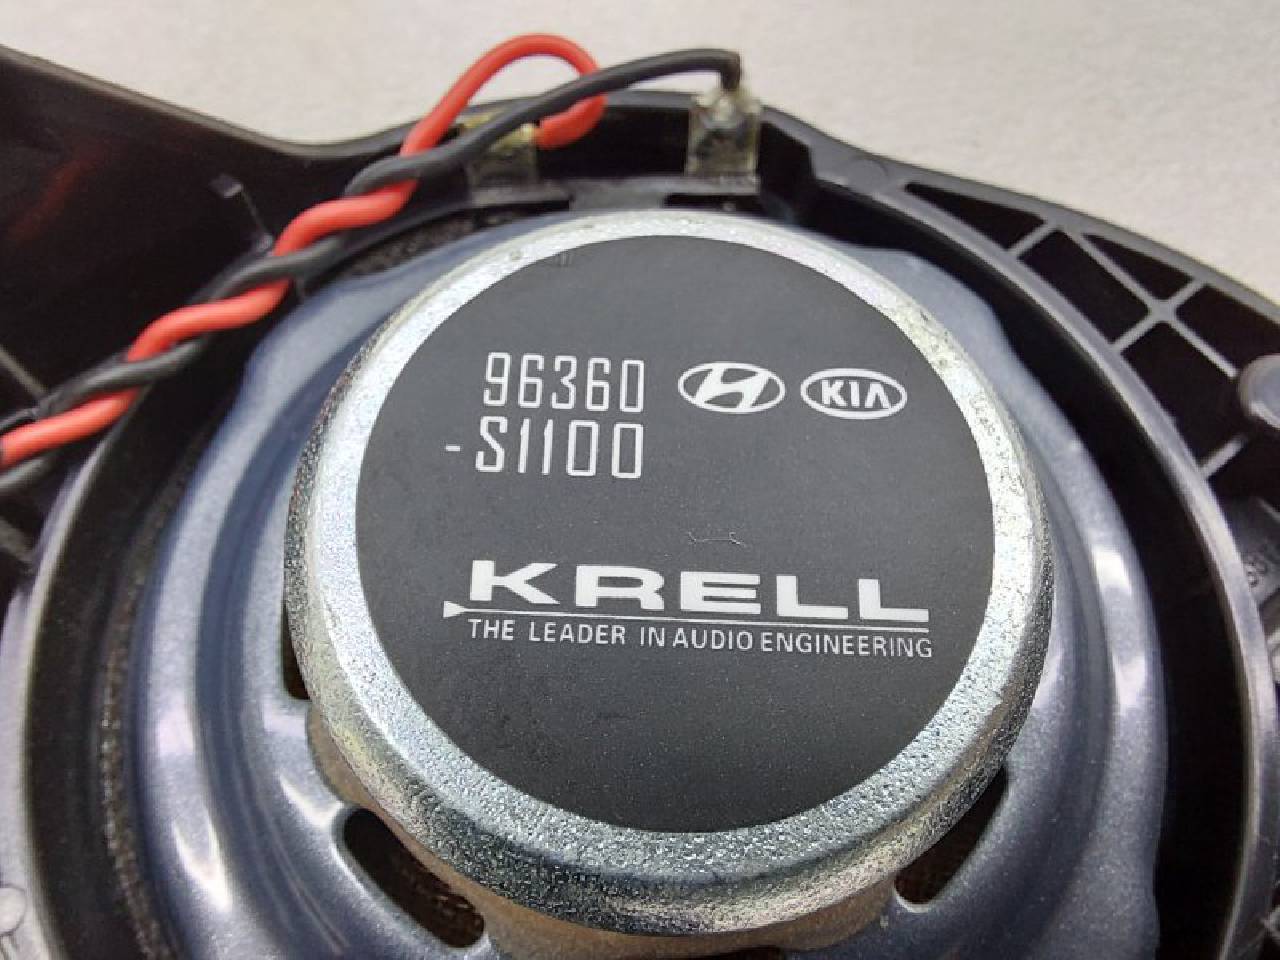 96360
-S1100
KIA
KRELL
THE LEADER IN AUDIO ENGINEERING